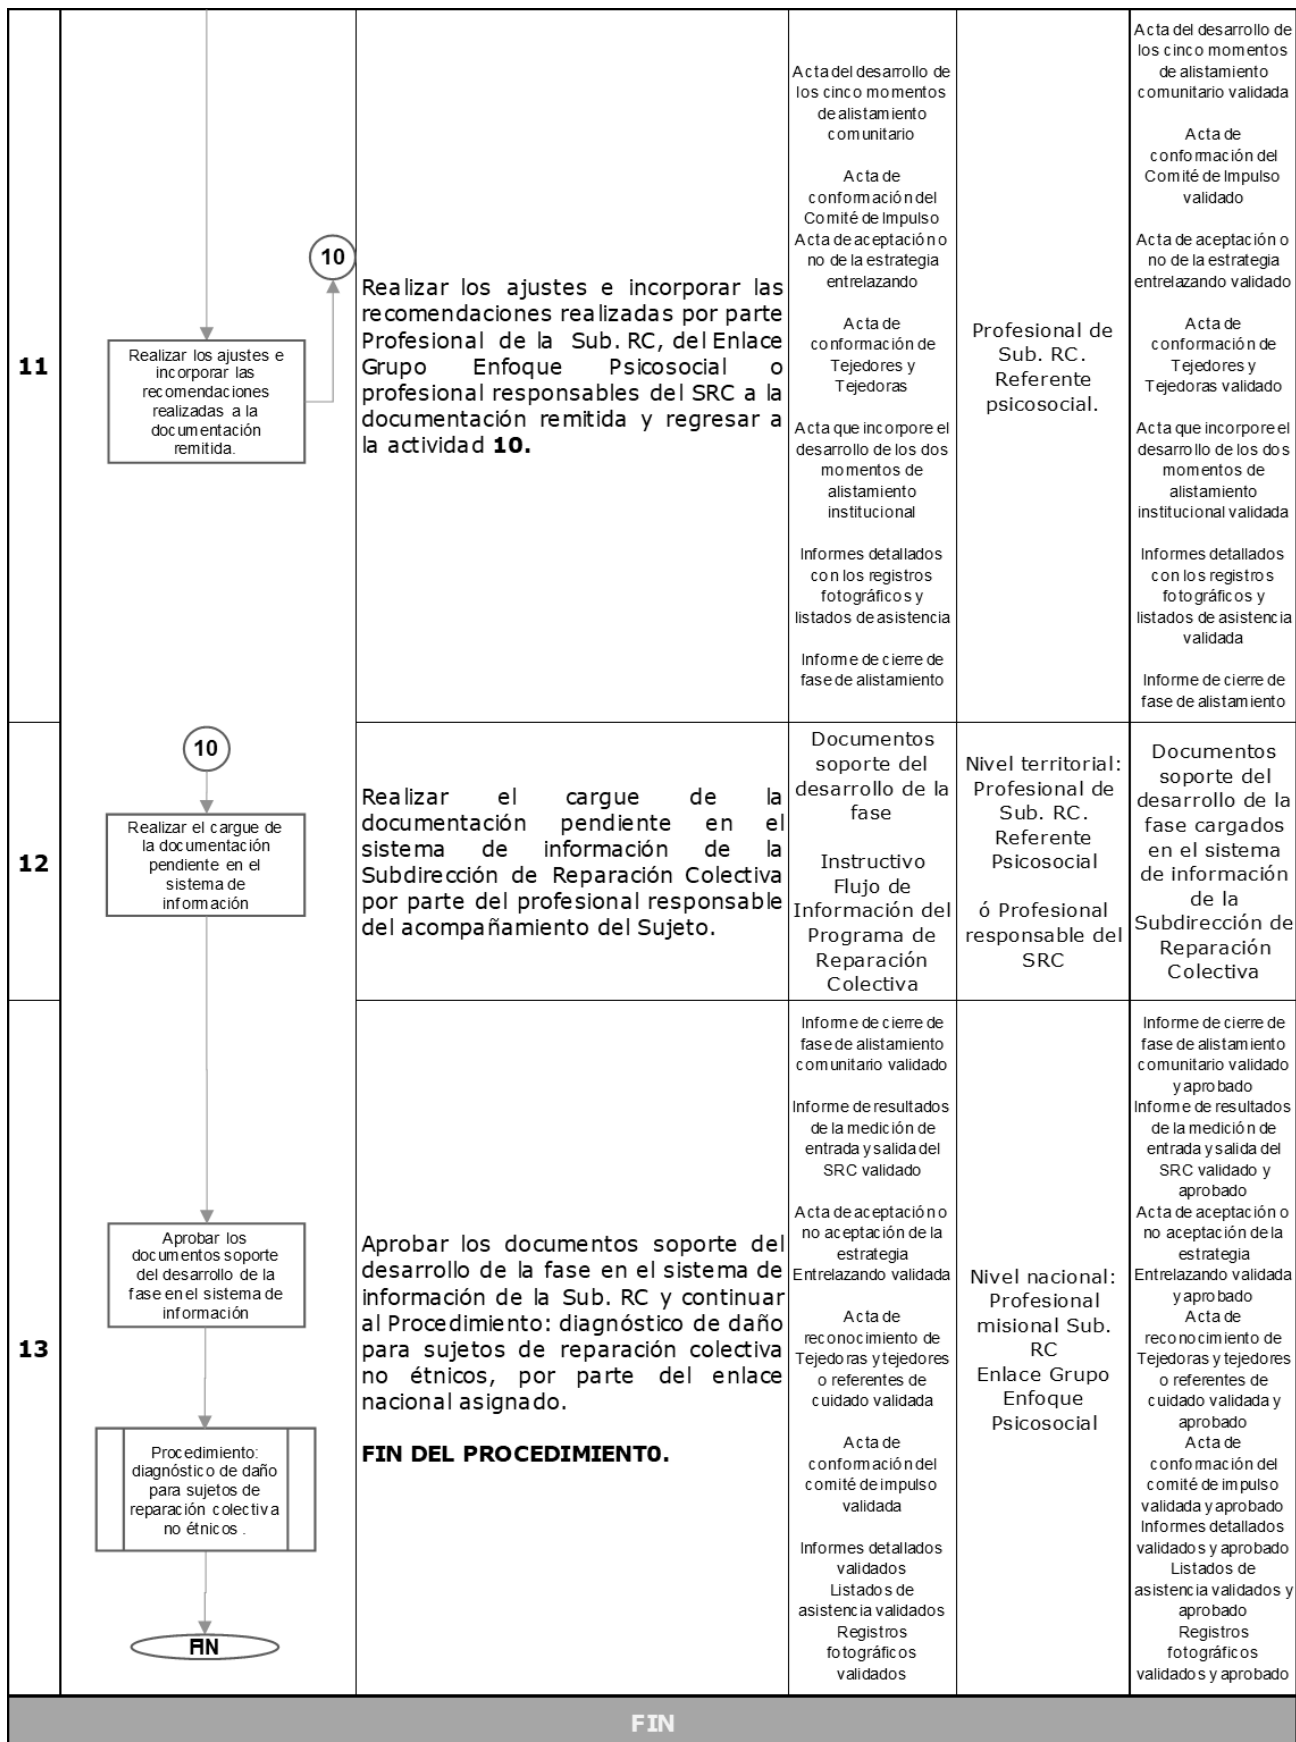 11
10
Realizar los ajustes e
incorporar las
recomendaciones
realizadas a la
documentación
remitida.
Realizar los ajustes e incorporar las
recomendaciones realizadas por parte
Profesional de la Sub. RC, del Enlace
Grupo Enfoque Psicosocial o
profesional responsables del SRC a la
documentación remitida y regresar a
la actividad 10.
Acta del desarrollo de
los cinco momentos
de alistamiento
comunitario
Acta de
conformación del
Comité de Impulso
Acta de aceptación o
no de la estrategia
entrelazando
Acta de
conformación de
Tejedores y
Tejedoras
Acta que incorpore el
desarrollo de los dos
momentos de
alistamiento
institucional
Informes detallados
con los registros
fotográficos y
listados de asistencia
Informe de cierre de
fase de alistamiento
Profesional de
Sub. RC.
Referente
psicosocial.
Acta del desarrollo de
los cinco momentos
de alistamiento
comunitario validada
Acta de
conformación del
Comité de Impulso
validado
Acta de aceptación o
no de la estrategia
entrelazando validado
Acta de
conformación de
Tejedores y
Tejedoras validado
Acta que incorpore el
desarrollo de los dos
momentos de
alistamiento
institucional validada
Informes detallados
con los registros
fotográficos y
listados de asistencia
validada
Informe de cierre de
fase de alistamiento
12
10
Realizar el cargue de
la documentación
pendiente en el
sistema de
información
Realizar el cargue de la
documentación pendiente en el
sistema de información de la
Subdirección de Reparación Colectiva
por parte del profesional responsable
del acompañamiento del Sujeto.
Documentos
soporte del
desarrollo de la
fase
Instructivo
Flujo de
Información del
Programa de
Reparación
Colectiva
Nivel territorial:
Profesional de
Sub. RC.
Referente
Psicosocial
ó Profesional
responsable del
SRC
Documentos
soporte del
desarrollo de la
fase cargados
en el sistema
de información
de la
Subdirección de
Reparación
Colectiva
13
Aprobar los
documentos soporte
del desarrollo de la
fase en el sistema de
información
Procedimiento:
diagnóstico de daño
para sujetos de
reparación colectiva
no étnicos .
FIN
Aprobar los documentos soporte del
desarrollo de la fase en el sistema de
información de la Sub. RC y continuar
al Procedimiento: diagnóstico de daño
para sujetos de reparación colectiva
no étnicos, por parte del enlace
nacional asignado.
FIN DEL PROCEDIMIENTO.
Informe de cierre de
fase de alistamiento
comunitario validado
Informe de resultados
de la medición de
entrada y salida del
SRC validado
Acta de aceptación o
no aceptación de la
estrategia
Entrelazando validada
Acta de
reconocimiento de
Tejedoras y tejedores
o referentes de
cuidado validada
Acta de
conformación del
comité de impulso
validada
Informes detallados
validados
Listados de
asistencia validados
Registros
fotográficos
validados
Nivel nacional:
Profesional
misional Sub.
RC
Enlace Grupo
Enfoque
Psicosocial
Informe de cierre de
fase de alistamiento
comunitario validado
y aprobado
Informe de resultados
de la medición de
entrada y salida del
SRC validado y
aprobado
Acta de aceptación o
no aceptación de la
estrategia
Entrelazando validada
y aprobado
Acta de
reconocimiento de
Tejedoras y tejedores
o referentes de
cuidado validada y
aprobado
Acta de
conformación del
comité de impulso
validada y aprobado
Informes detallados
validados y aprobado
Listados de
asistencia validados y
aprobado
Registros
fotográficos
validados y aprobado
FIN